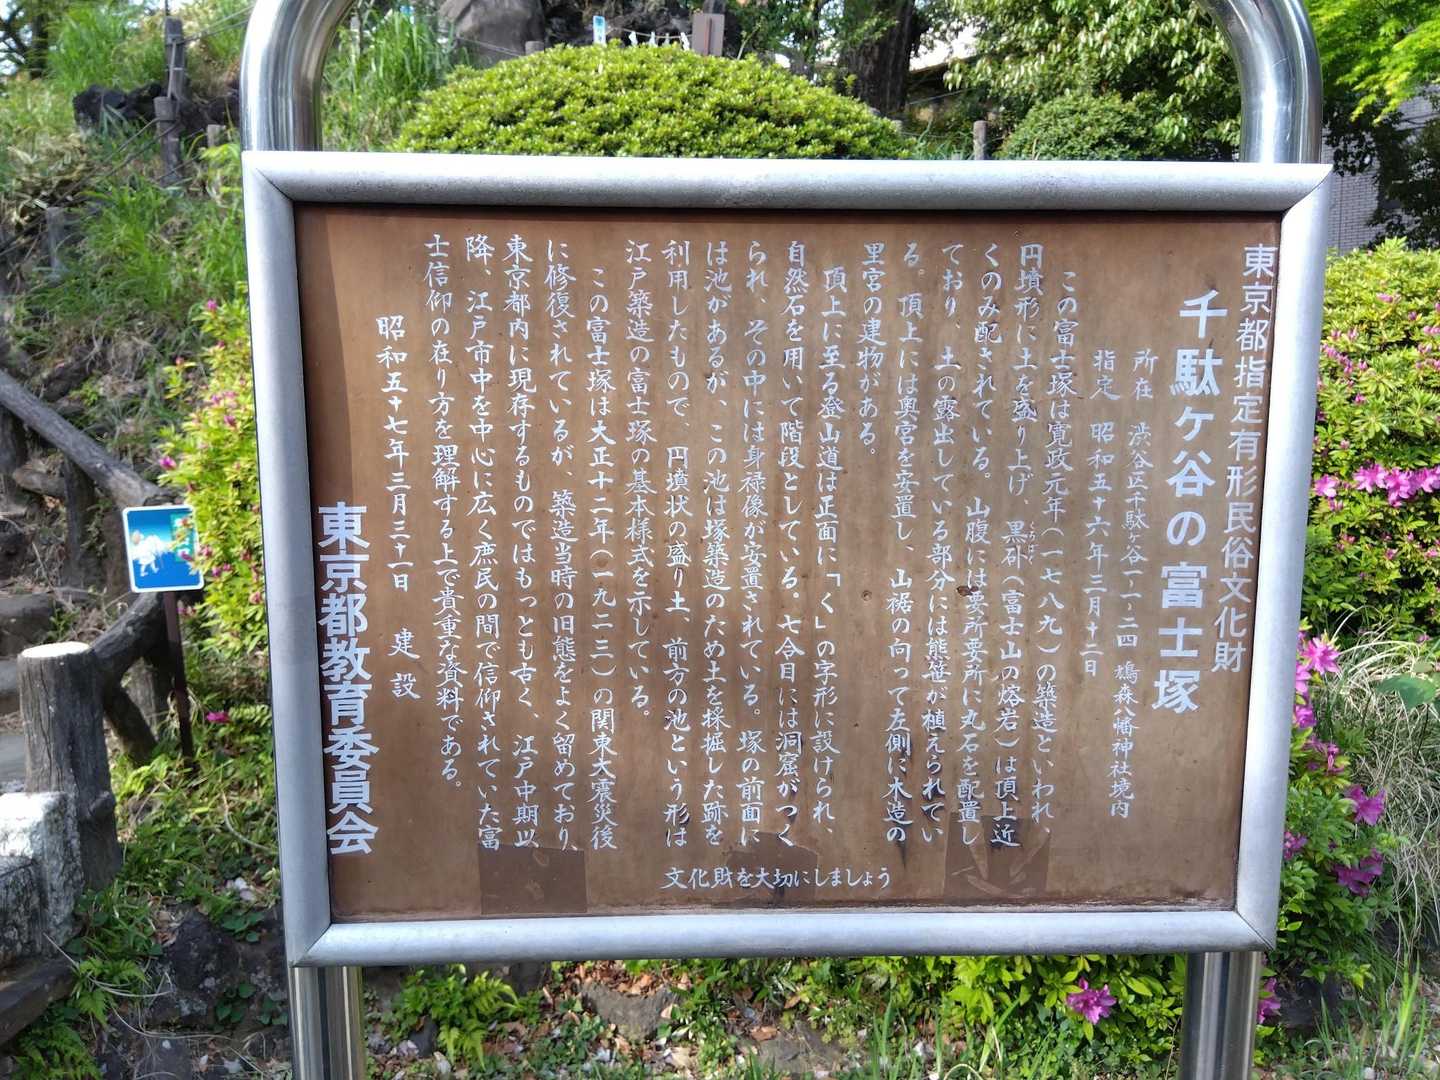 東京都指定有形民俗文化財
千駄ヶ谷の富士塚
所在 渋谷区千駄ヶ谷一ー一ー二四 鳩森八幡神社境内
指定 昭和五十六年三月十二日
この富士塚は寛政元年(一七八九)の築造といわれ、
円墳形に土を盛り上げ、黒砂(富士山の熔岩)は頂上近
くのみ配されている。山腹には要所要所に丸石を配置し
ており、土の露出している部分には熊笹が植えられてい
る。頂上には奥宮を安置し、山裾の向って左側に木造の
里宮の建物がある。
頂上に至る登山道は正面に「く」の字形に設けられ、
自然石を用いて階段としている。七合目には洞窟がつく
られ、その中には身禄像が安置されている。塚の前面に
は池があるが、この池は塚築造のため土を採掘した跡を
利用したもので、円墳状の盛り土、前方の池という形は
江戸築造の富士塚の基本様式を示している。
この富士塚は大正十二年(一九二三)の関東大震災後
に修復されているが、築造当時の旧態をよく留めており、
東京都内に現存するものではもっとも古く、江戸中期以
降、江戸市中を中心に広く庶民の間で信仰されていた富
士信仰の在り方を理解する上で貴重な資料である。
昭和五十七年三月三十一日 建設
東京都教育委員会
文化財を大切にしましょう